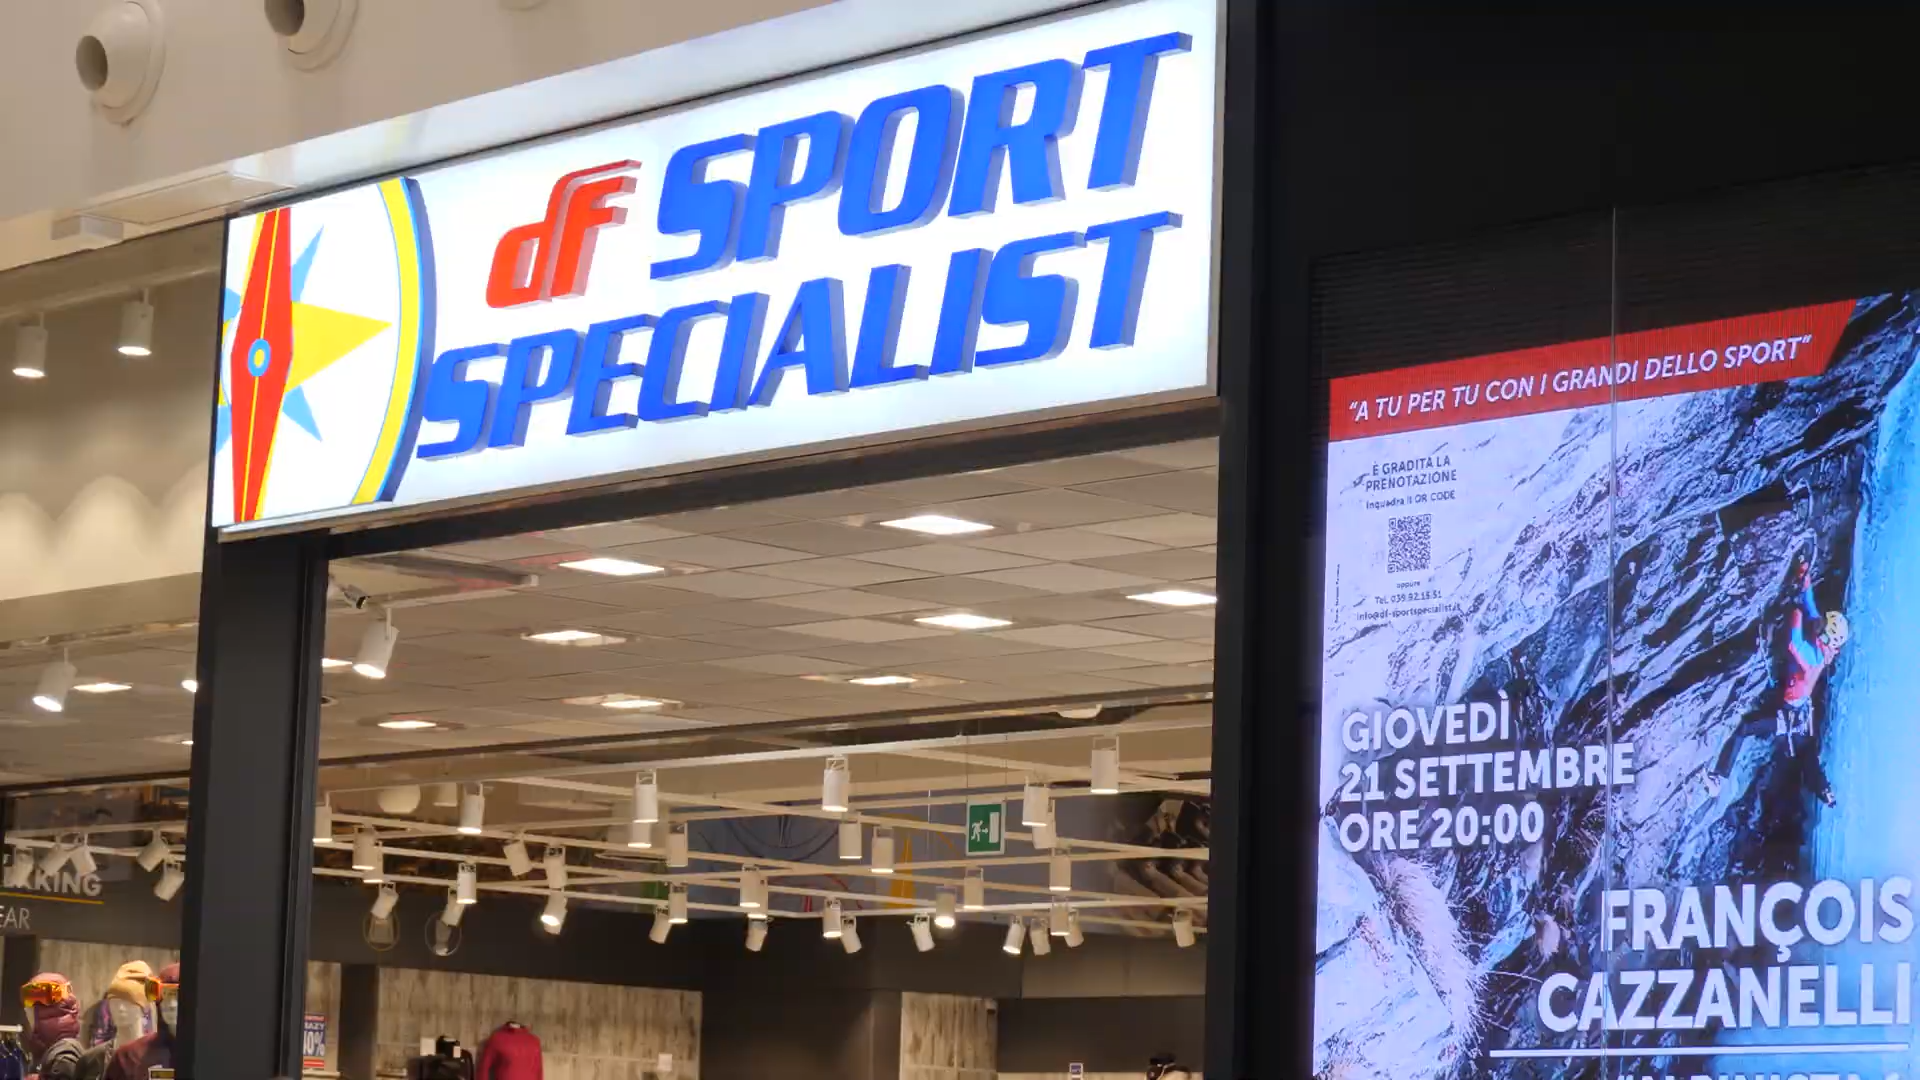 df SPORT
SPECIALIST
"A TU PER TU CON I GRANDI DELLO SPORT"
È GRADITA LA
PRENOTAZIONE
Inquadra il QR CODE
oppure
Tel. 039.92.15.51
info@df-sportspecialist.it
GIOVEDÌ
21 SETTEMBRE
ORE 20:00
FRANÇOIS
CAZZANELLI